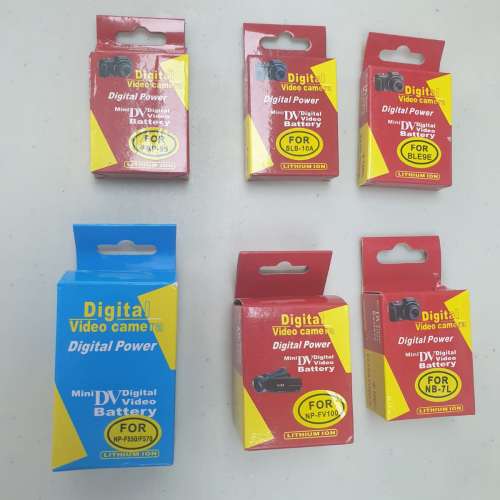 Digital
Video camera
Digital Power
Mini DV/Digital
Video
Battery
FOR
LITHIUM ION
Digital
Video camera
Digital Power
Mini DV/Digital
Video
Battery
FOR
SLB-10A
LITHIUM ION
Digital
Video camera
Digital Power
Mini DV/Digital
Video
Battery
FOR
BLE9E
LITHIUM ION
Digital
Video camera
Digital Power
Mini DV/Digital
Video
Battery
FOR
NP-F550/F570
LITHIUM ION
Digital
Video camera
Digital Power
Mini DV/Digital
Video
Battery
FOR
NP-FV100
LITHIUM ION
Digital
Video camera
Digital Power
Mini DV/Digital
Video
Battery
FOR
NB-7L
LITHIUM ION